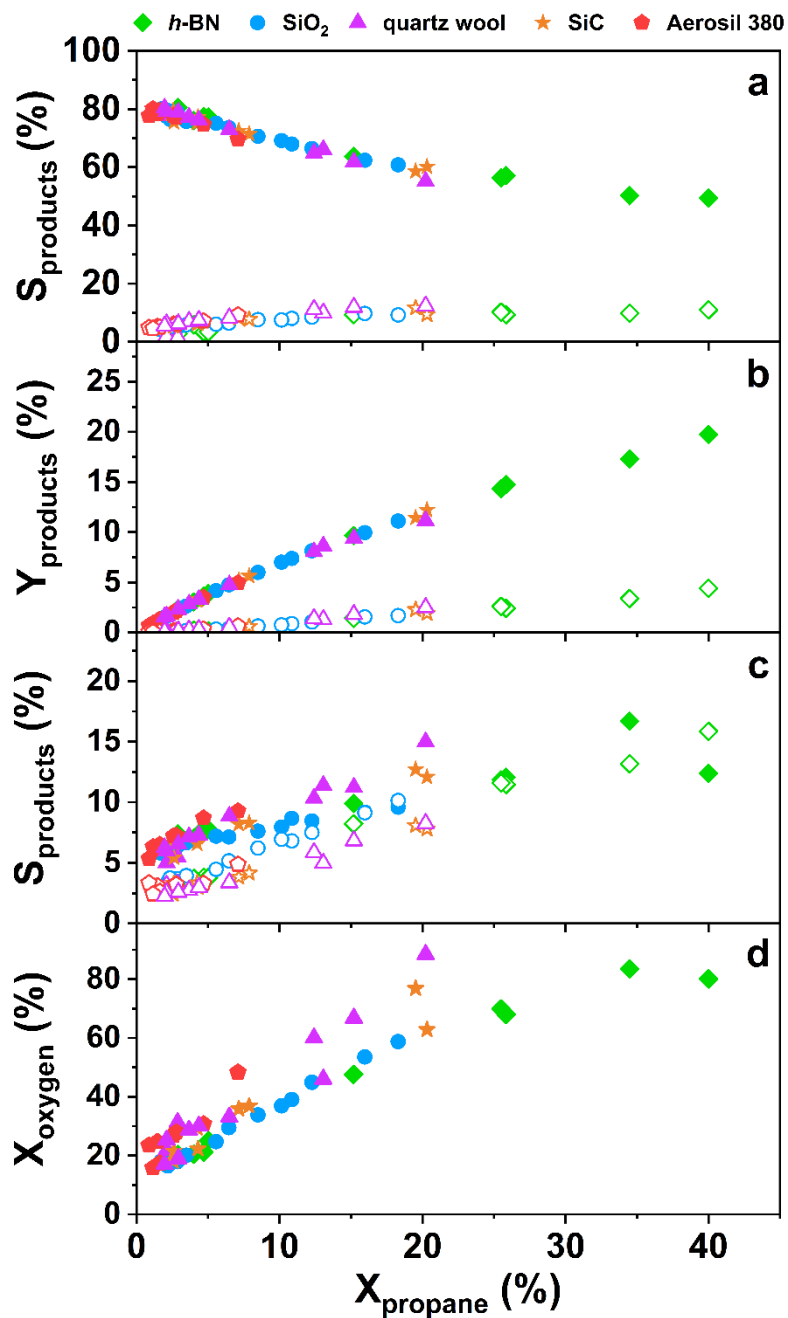 h-BN SiO2 quartz wool SiC Aerosil 380
a
100
80
60
40
20
0
Sproducts (%)
b
25
20
15
10
5
0
Yproducts (%)
c
20
15
10
5
0
Sproducts (%)
d
80
60
40
20
0
Xoxygen (%)
0 10 20 30 40
Xpropane (%)